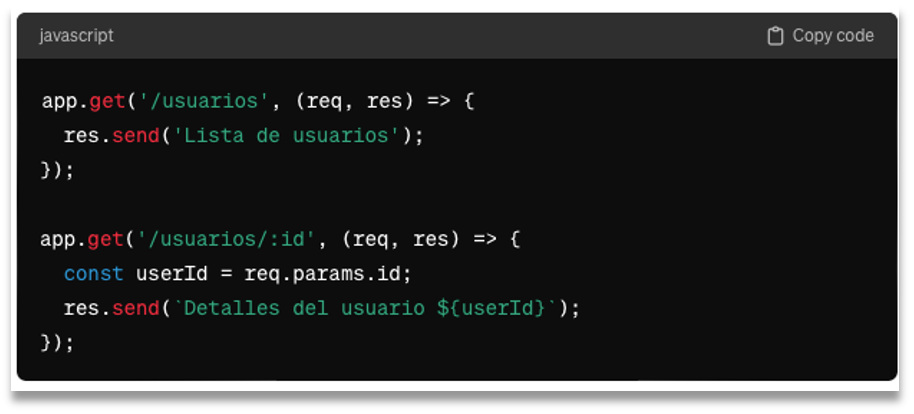 javascript
Copy code
app.get('/usuarios', (req, res) => {
  res.send('Lista de usuarios');
});

app.get('/usuarios/:id', (req, res) => {
  const userId = req.params.id;
  res.send(`Detalles del usuario ${userId}`);
});